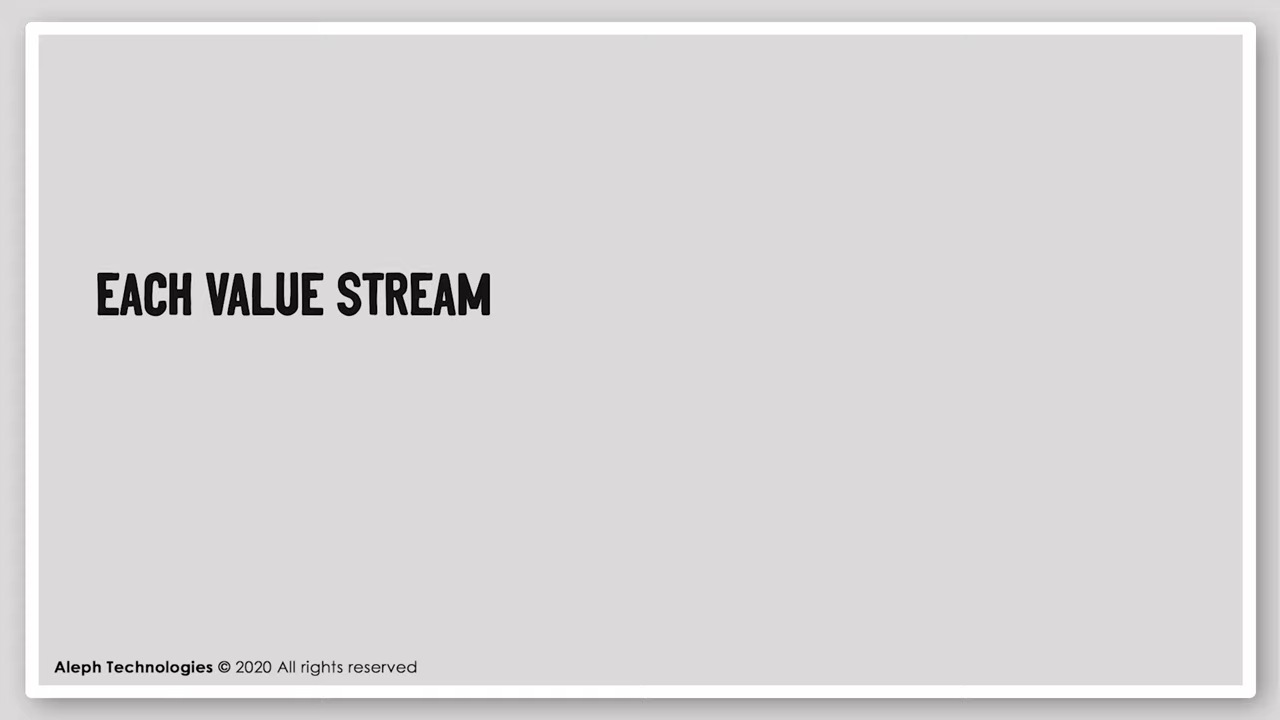 EACH VALUE STREAM
Aleph Technologies © 2020 All rights reserved